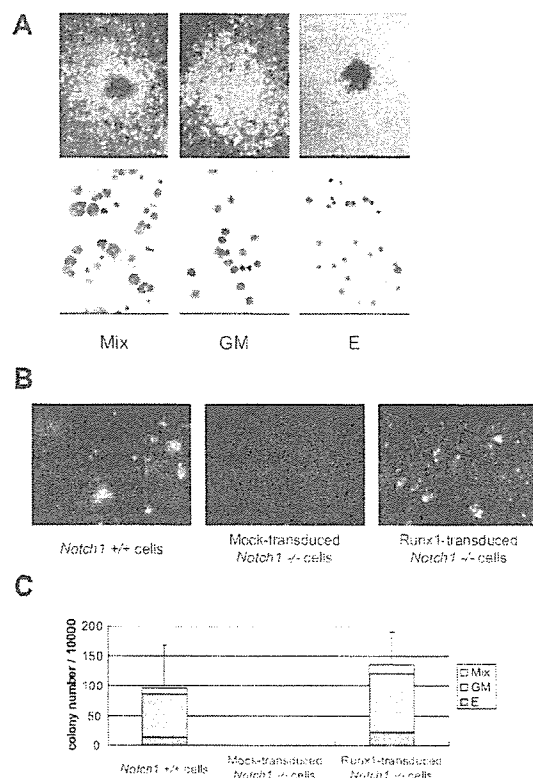 A
Mix GM E
B
Notch1 +/+ cells
Mock-transduced
Notch1 -/- cells
Runx1-transduced
Notch1 -/- cells
C
colony number / 10000
200
150
100
50
0
Mix
GM
E
Notch1 +/+ cells
Mock-transduced
Notch1 -/- cells
Runx1-transduced
Notch1 -/- cells